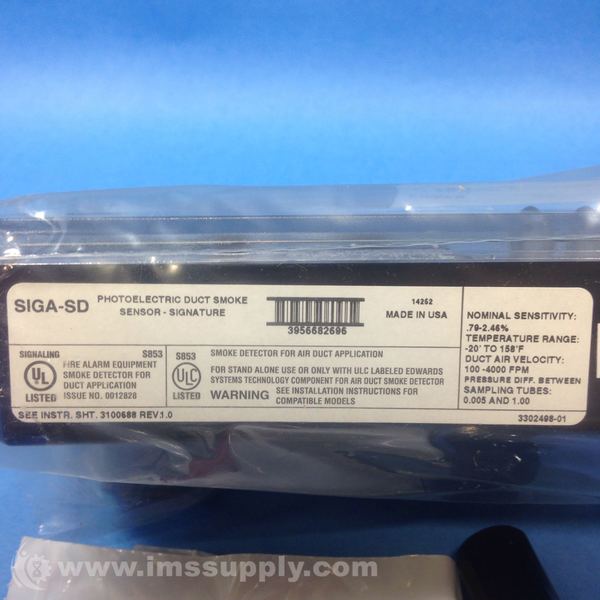 SIGA-SD
PHOTOELECTRIC DUCT SMOKE
SENSOR - SIGNATURE
3956682696
14252
MADE IN USA
NOMINAL SENSITIVITY:
.79-2.46%
TEMPERATURE RANGE:
-20° TO 158°F
DUCT AIR VELOCITY:
100 -4000 FPM
PRESSURE DIFF. BETWEEN
SAMPLING TUBES:
0.005 AND 1.00
SIGNALING S853
UL
LISTED
FIRE ALARM EQUIPMENT
SMOKE DETECTOR FOR
DUCT APPLICATION
ISSUE NO. 0012828
S853
ULC
LISTED
SMOKE DETECTOR FOR AIR DUCT APPLICATION
FOR STAND ALONE USE OR ONLY WITH ULC LABELED EDWARDS
SYSTEMS TECHNOLOGY COMPONENT FOR AIR DUCT SMOKE DETECTOR
WARNING SEE INSTALLATION INSTRUCTIONS FOR
COMPATIBLE MODELS
SEE INSTR. SHT. 3100688 REV.1.0
3302498-01
www.imssupply.com